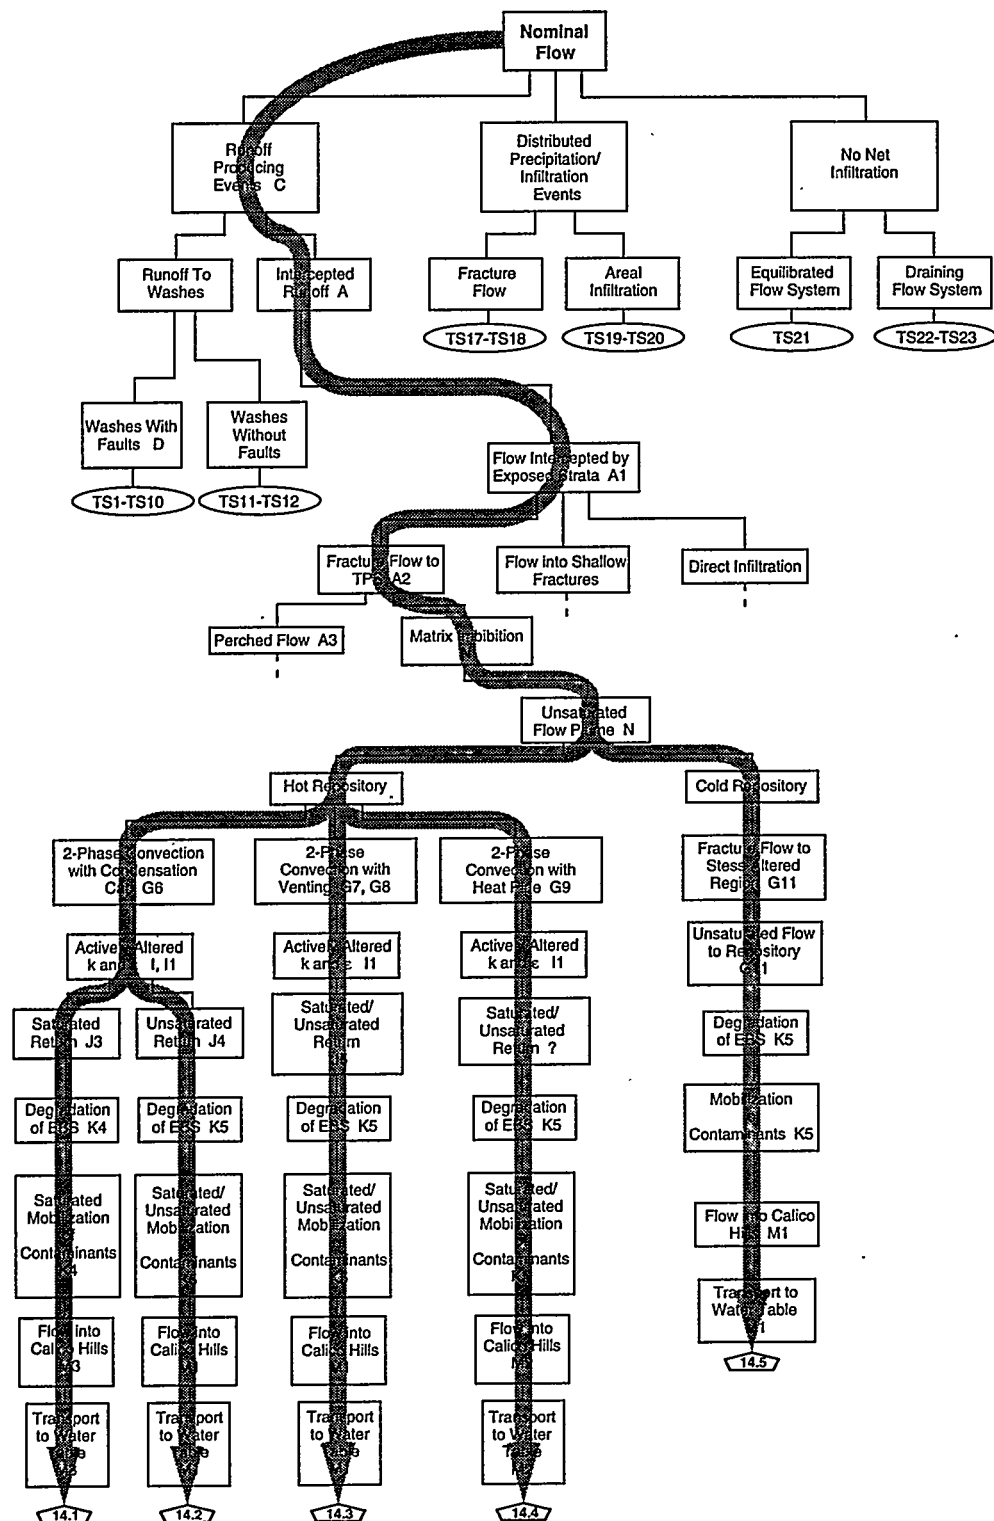 Nominal
Flow
Runoff
Producing
Events C
Distributed
Precipitation/
Infiltration
Events
No Net
Infiltration
Runoff To
Washes
Intercepted
Runoff A
Fracture
Flow
Areal
Infiltration
Equilibrated
Flow System
Draining
Flow System
TS17-TS18
TS19-TS20
TS21
TS22-TS23
Washes With
Faults D
Washes
Without
Faults
TS1-TS10
TS11-TS12
Flow Intercepted by
Exposed Strata A1
Fracture Flow to
A2
Flow into Shallow
Fractures
Direct Infiltration
Perched Flow A3
Matrix Imbibition
Unsaturated
Flow Plume N
Hot Repository
Cold Repository
2-Phase Convection
with Condensation
Cap G6
2-Phase
Convection with
Venting G7, G8
2-Phase
Convection with
Heat Pipe G9
Fracture Flow to
Stess Altered
Region G11
Actively Altered
k and I, I1
Actively Altered
k and ε I1
Actively Altered
k and ε I1
Unsaturated Flow
to Repository
Saturated
Return J3
Unsaturated
Return J4
Saturated/
Unsaturated
Return
Saturated/
Unsaturated
Return ?
Degradation
of EBS K5
Degradation
of EBS K4
Degradation
of EBS K5
Degradation
of EBS K5
Degradation
of EBS K5
Mobilization
Contaminants K5
Saturated
Mobilization
Contaminants
Saturated/
Unsaturated
Mobilization
Contaminants
Saturated/
Unsaturated
Mobilization
Contaminants
Saturated/
Unsaturated
Mobilization
Contaminants
Flow into Calico
Hills M1
Flow into
Calico Hills
Flow into
Calico Hills
Flow into
Calico Hills
Flow into
Calico Hills
Transport to
Water Table
14.5
Transport
to Water
Table
Transport
to Water
Table
Transport
to Water
Table
Transport
to Water
Table
14.1
14.2
14.3
14.4